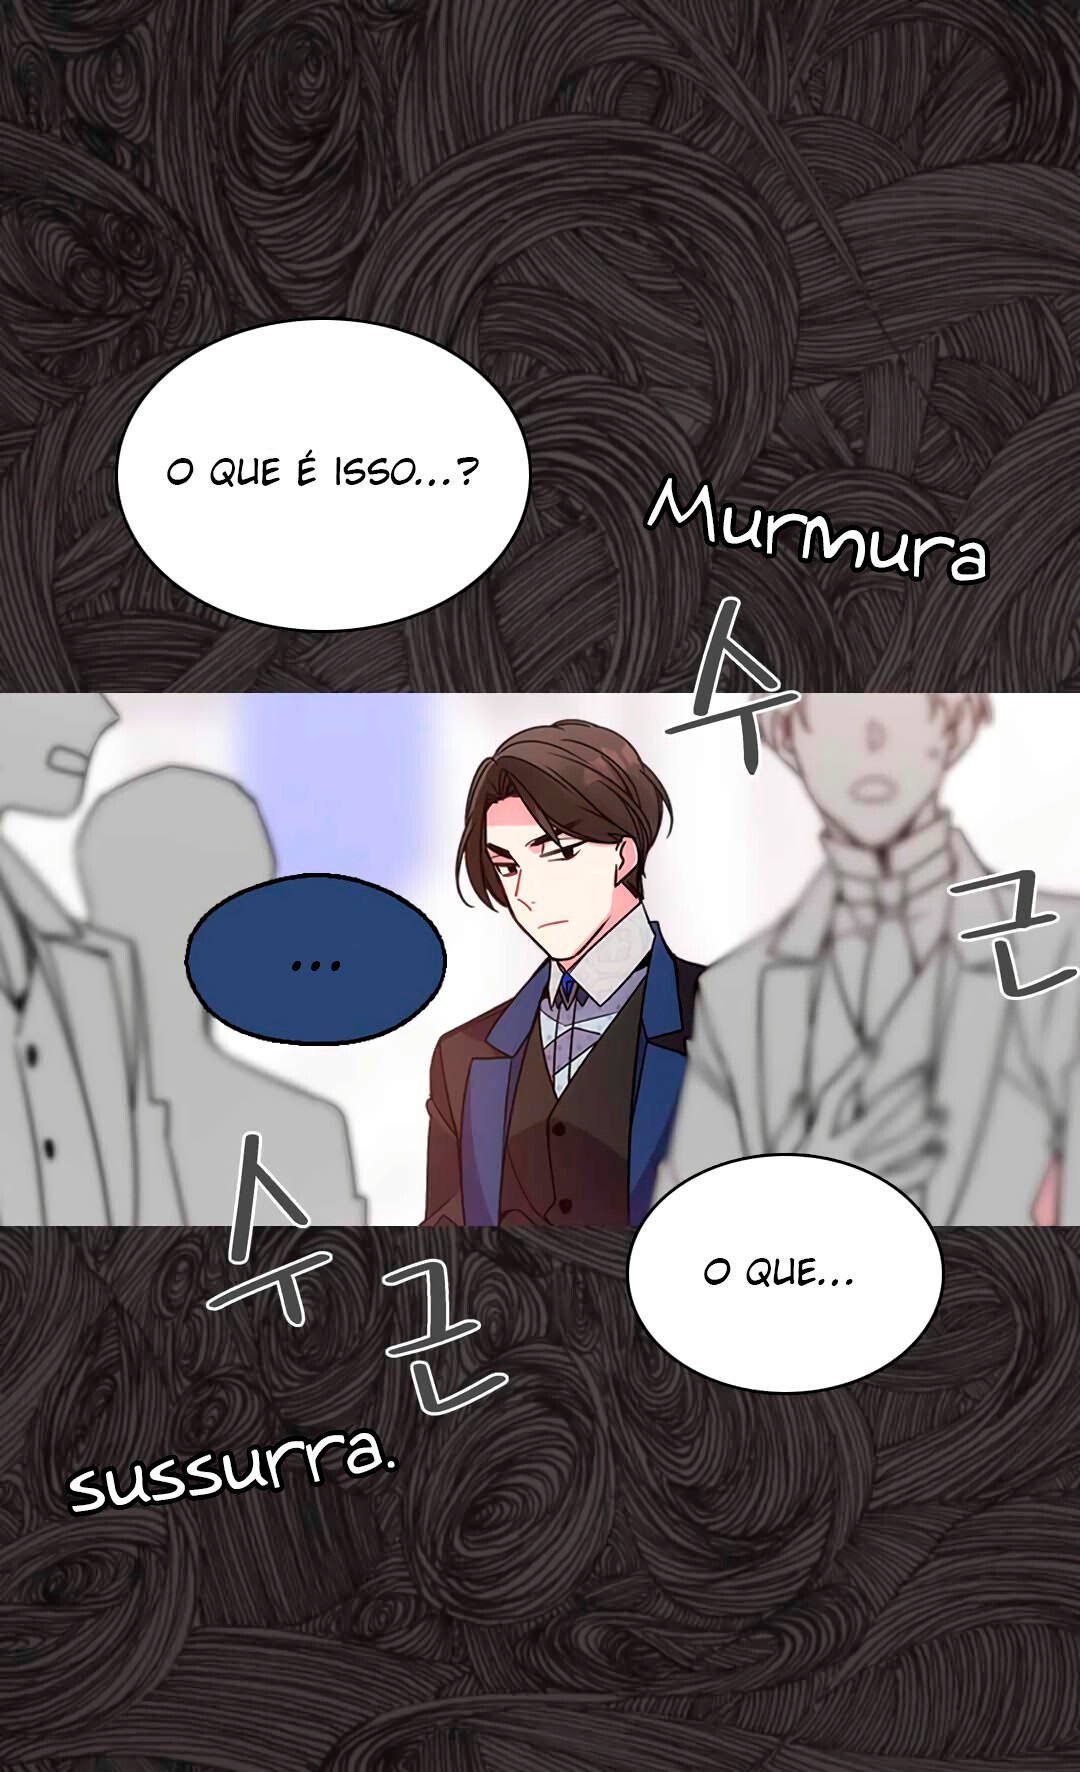 O QUE É ISSO...?
Murmura
수
군
...
수
군
O QUE...
sussurra.